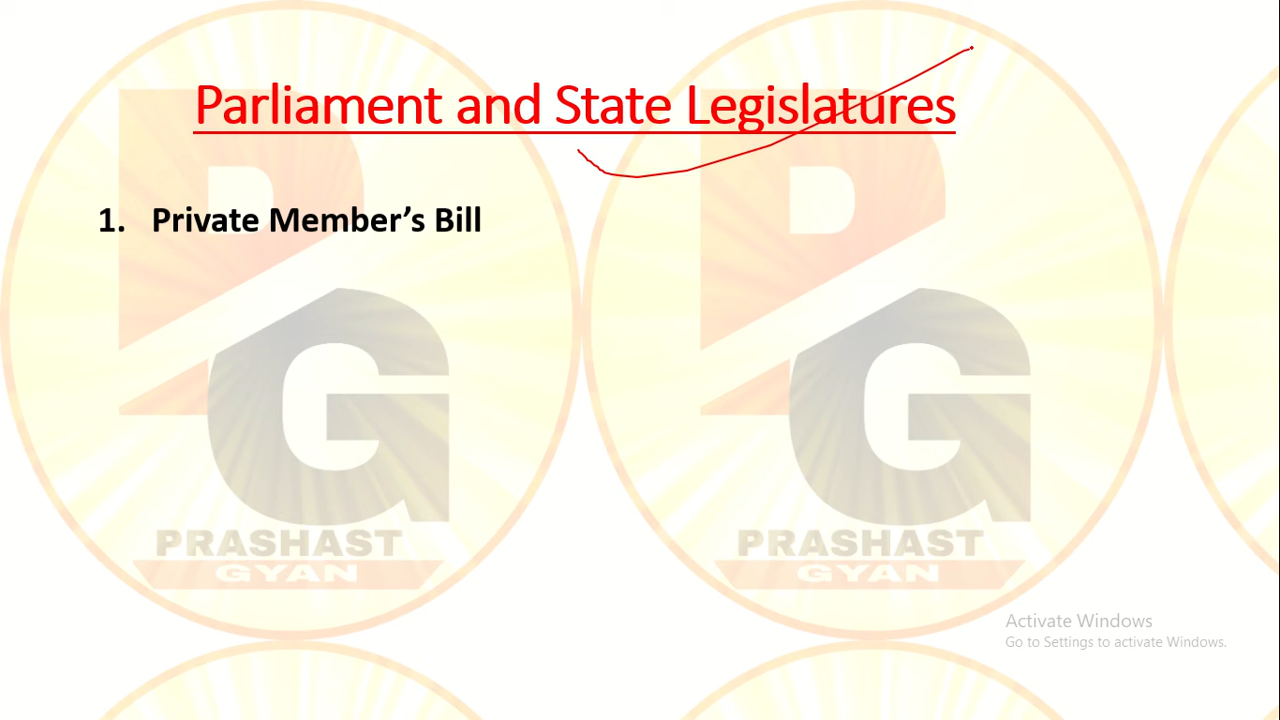 Parliament and State Legislatures
1. Private Member’s Bill
PRASHAST
GYAN
PRASHAST
GYAN
Activate Windows
Go to Settings to activate Windows.